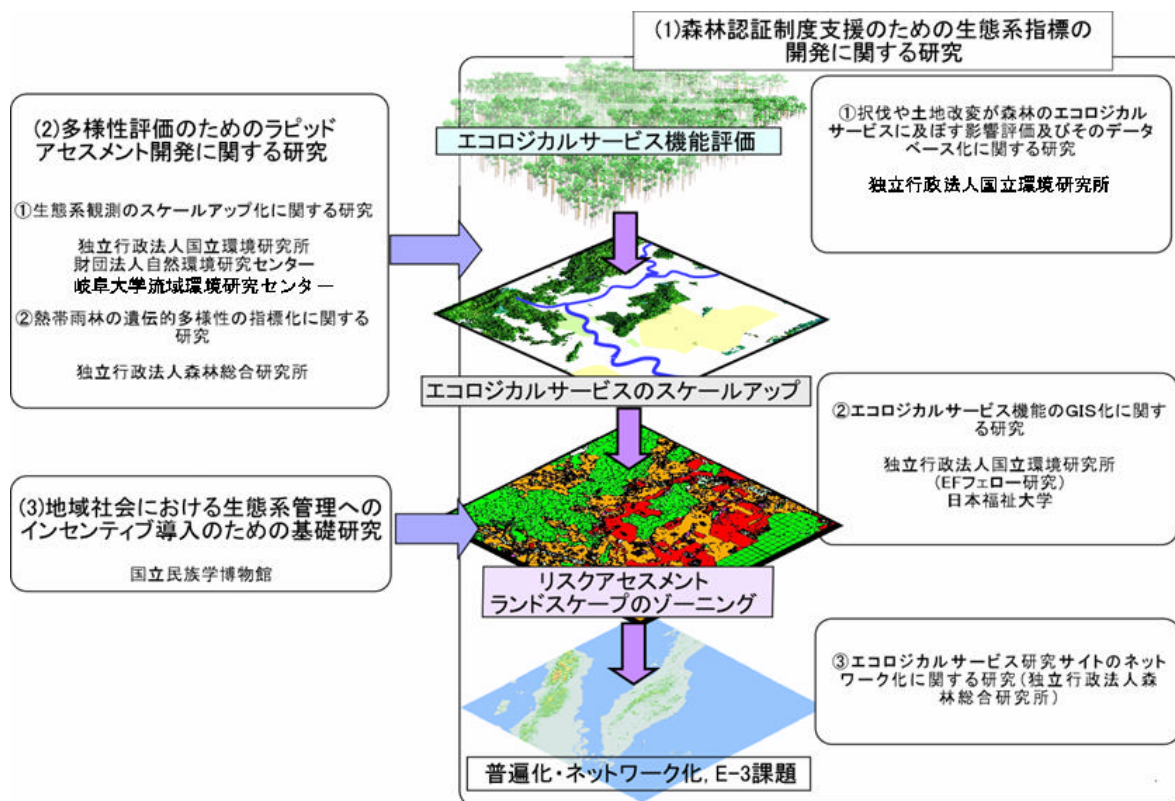 (1)森林認証制度支援のための生態系指標の
開発に関する研究
(2)多様性評価のためのラピッド
アセスメント開発に関する研究
①生態系観測のスケールアップ化に関する研究
独立行政法人国立環境研究所
財団法人自然環境研究センター
岐阜大学流域環境研究センター
②熱帯雨林の遺伝的多様性の指標化に関する
研究
独立行政法人森林総合研究所
(3)地域社会における生態系管理への
インセンティブ導入のための基礎研究
国立民族学博物館
エコロジカルサービス機能評価
エコロジカルサービスのスケールアップ
リスクアセスメント
ランドスケープのゾーニング
普遍化・ネットワーク化, E-3課題
①択伐や土地改変が森林のエコロジカル
サービスに及ぼす影響評価及びそのデータ
ベース化に関する研究
独立行政法人国立環境研究所
②エコロジカルサービス機能のGIS化に関す
る研究
独立行政法人国立環境研究所
(EFフェロー研究)
日本福祉大学
③エコロジカルサービス研究サイトのネット
ワーク化に関する研究(独立行政法人森
林総合研究所)